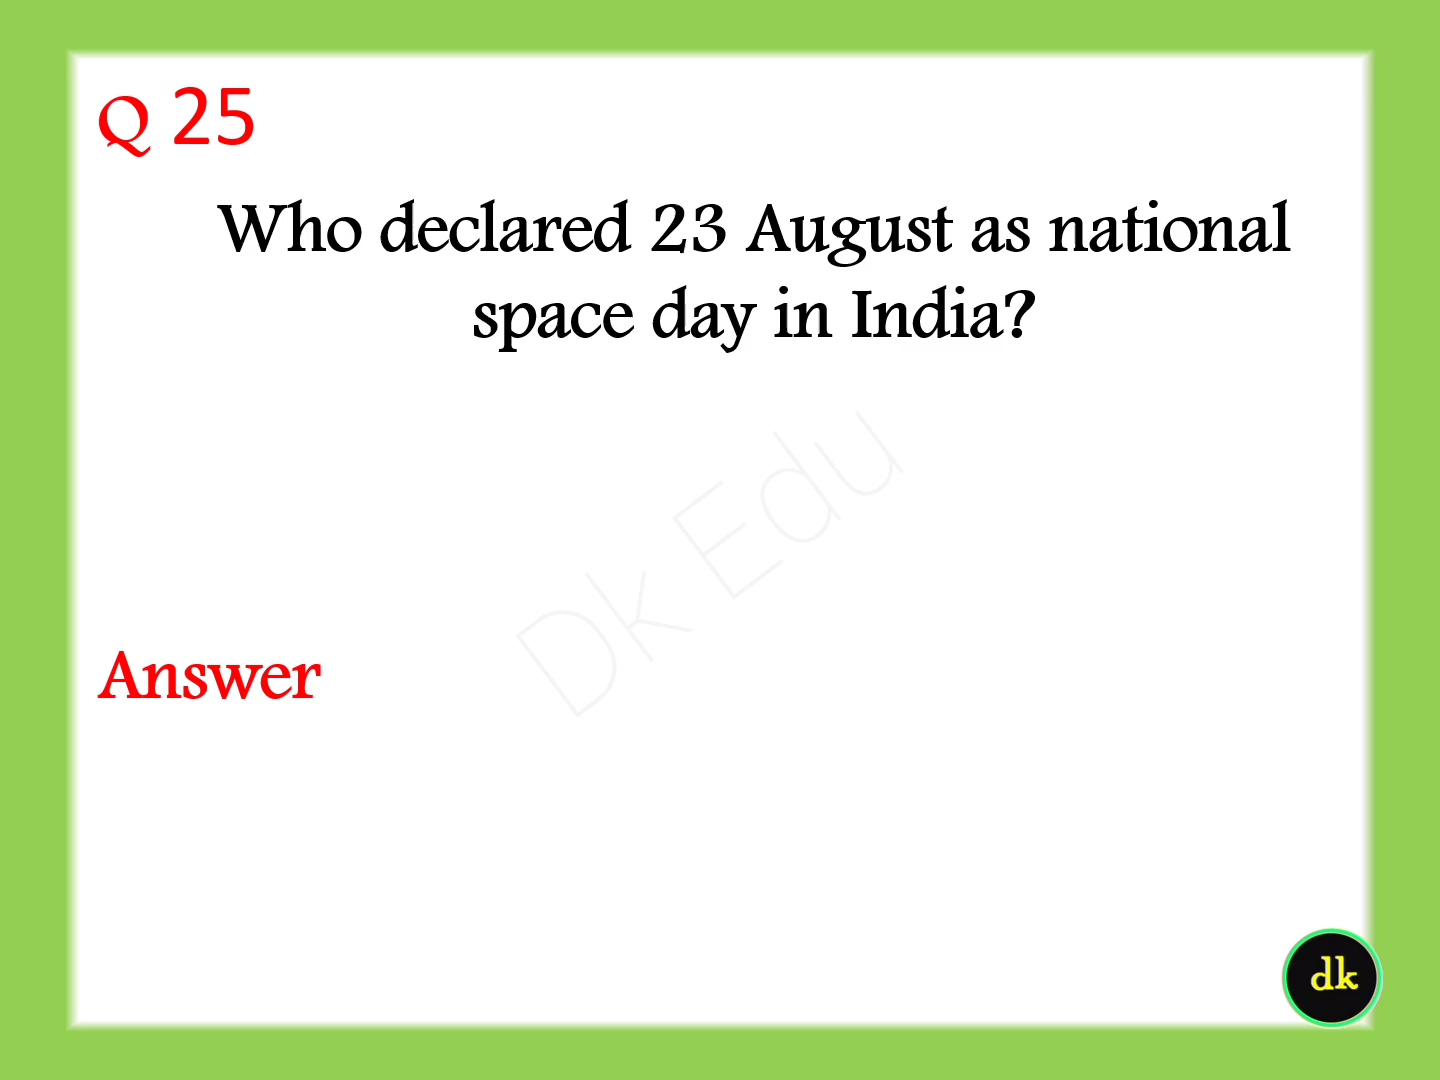 Q 25
Who declared 23 August as national
space day in India?
Dk Edu
Answer
dk